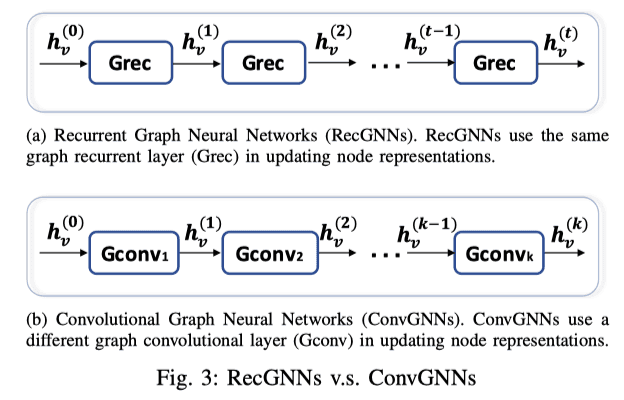 h_v^(0) h_v^(1) h_v^(2) h_v^(t−1) h_v^(t)
Grec Grec ... Grec
(a) Recurrent Graph Neural Networks (RecGNNs). RecGNNs use the same
graph recurrent layer (Grec) in updating node representations.
h_v^(0) h_v^(1) h_v^(2) h_v^(k−1) h_v^(k)
Gconv₁ Gconv₂ ... Gconvₖ
(b) Convolutional Graph Neural Networks (ConvGNNs). ConvGNNs use a
different graph convolutional layer (Gconv) in updating node representations.
Fig. 3: RecGNNs v.s. ConvGNNs